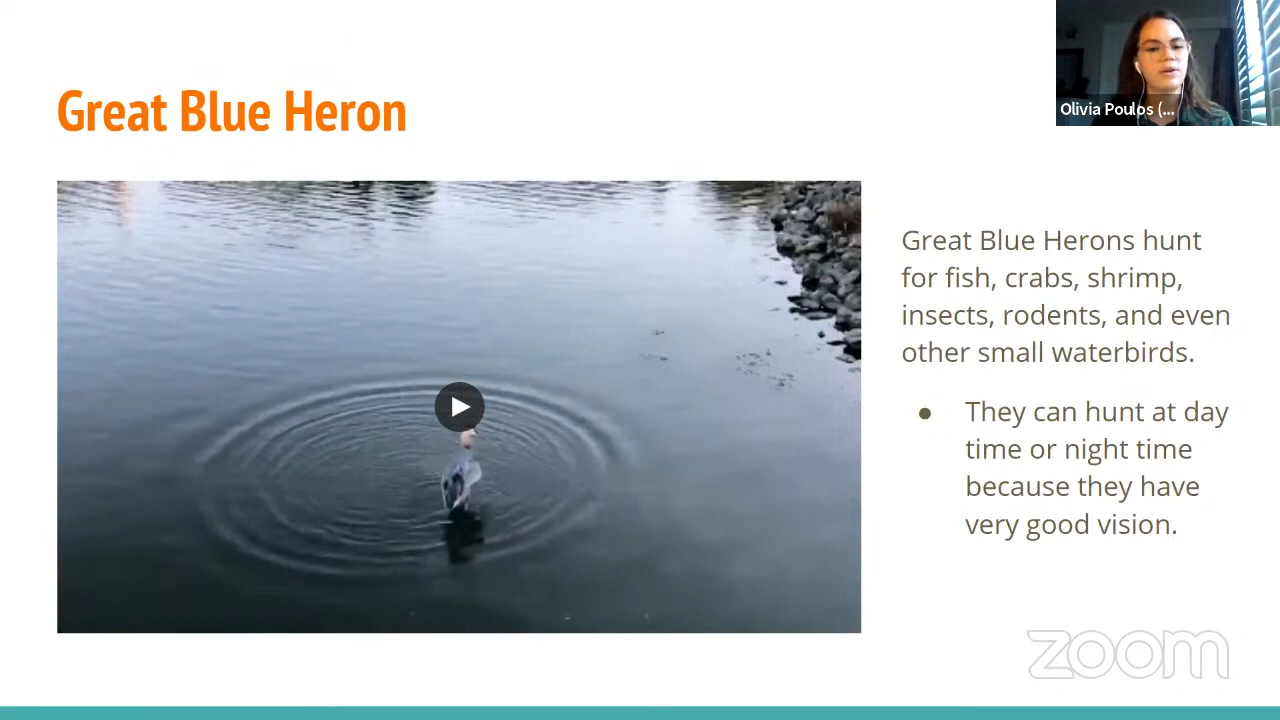 Great Blue Heron
Olivia Poulos (...
Great Blue Herons hunt
for fish, crabs, shrimp,
insects, rodents, and even
other small waterbirds.
● They can hunt at day
time or night time
because they have
very good vision.
zoom